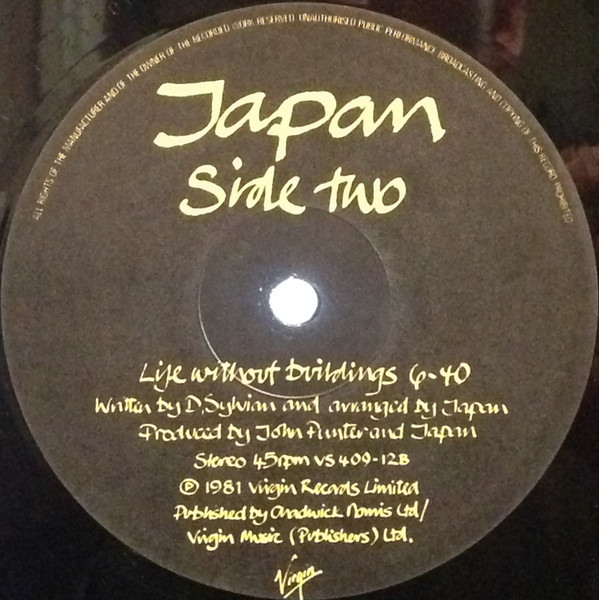 ALL RIGHTS OF THE MANUFACTURER AND OF THE OWNER OF THE RECORDED WORK RESERVED. UNAUTHORISED PUBLIC PERFORMANCE BROADCASTING AND COPYING OF THIS RECORD PROHIBITED
Japan
Side two
Life without buildings 6-40
Written by D. Sylvian and arranged by Japan
Produced by John Punter and Japan
Stereo 45rpm VS 409-12B
℗ 1981 Virgin Records Limited
Published by Chadwick Nomis Ltd/
Virgin Music (Publishers) Ltd.
Virgin